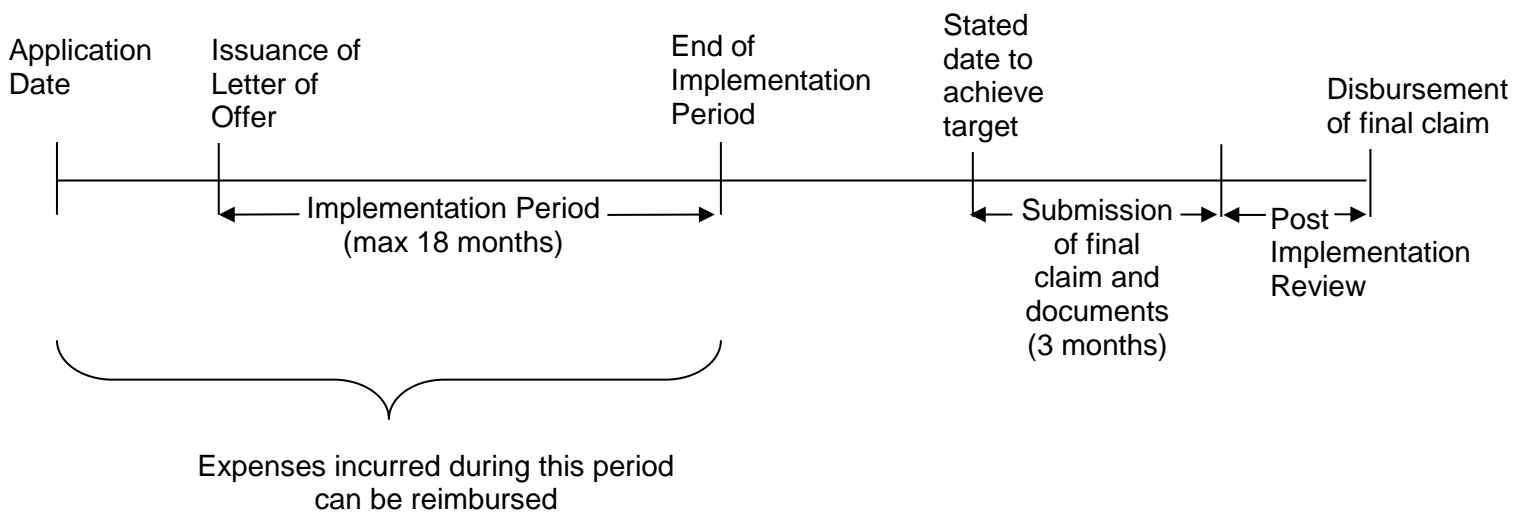 Application
Date
Issuance of
Letter of
Offer
End of
Implementation
Period
Stated
date to
achieve
target
Disbursement
of final claim
Implementation Period
(max 18 months)
Submission
of final
claim and
documents
(3 months)
Post
Implementation
Review
Expenses incurred during this period
can be reimbursed